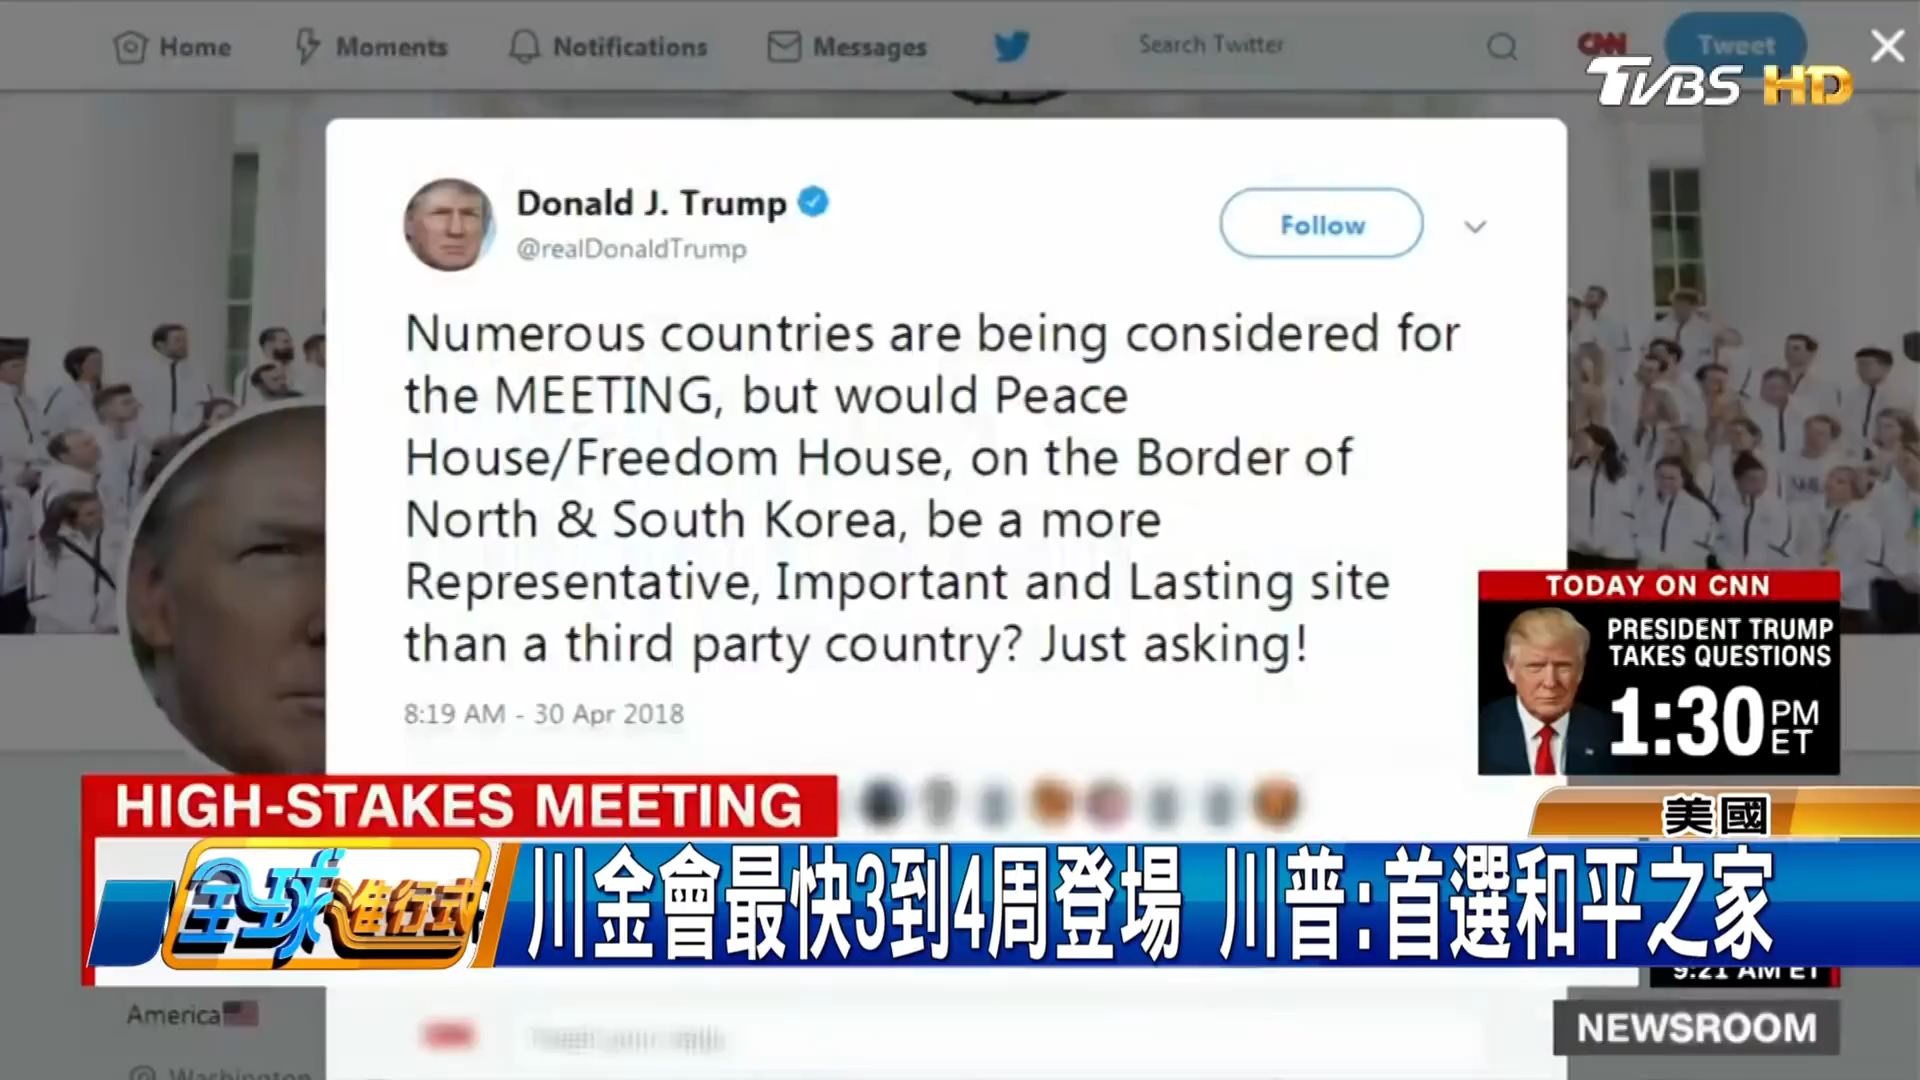 Home
Moments
Notifications
Messages
Search Twitter
CNN
Tweet
TVBS HD
Donald J. Trump
@realDonaldTrump
Follow
Numerous countries are being considered for
the MEETING, but would Peace
House/Freedom House, on the Border of
North & South Korea, be a more
Representative, Important and Lasting site
than a third party country? Just asking!
8:19 AM - 30 Apr 2018
TODAY ON CNN
PRESIDENT TRUMP
TAKES QUESTIONS
1:30 PM ET
HIGH-STAKES MEETING
美國
全球進行式
川金會最快3到4周登場 川普:首選和平之家
9:21 AM ET
America
NEWSROOM
Washington